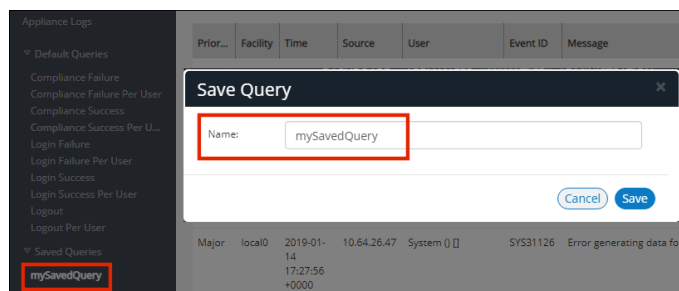 Appliance Logs
Default Queries
Compliance Failure
Compliance Failure Per User
Compliance Success
Compliance Success Per U...
Login Failure
Login Failure Per User
Login Success
Login Success Per User
Logout
Logout Per User
Saved Queries
mySavedQuery
Prior... Facility Time Source User Event ID Message
Save Query ×
Name: mySavedQuery
Cancel Save
Major local0 2019-01- 10.64.26.47 System () [] SYS31126 Error generating data fo
14
17:27:56
+0000